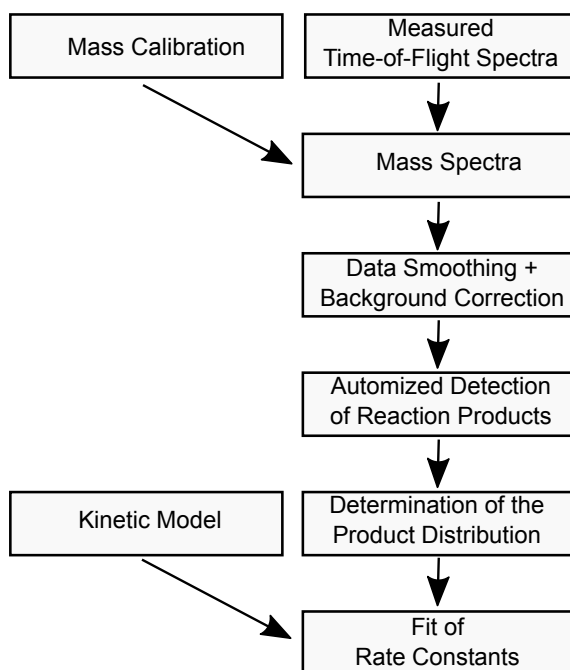 Mass Calibration
Measured
Time-of-Flight Spectra
Mass Spectra
Data Smoothing +
Background Correction
Automized Detection
of Reaction Products
Kinetic Model
Determination of the
Product Distribution
Fit of
Rate Constants